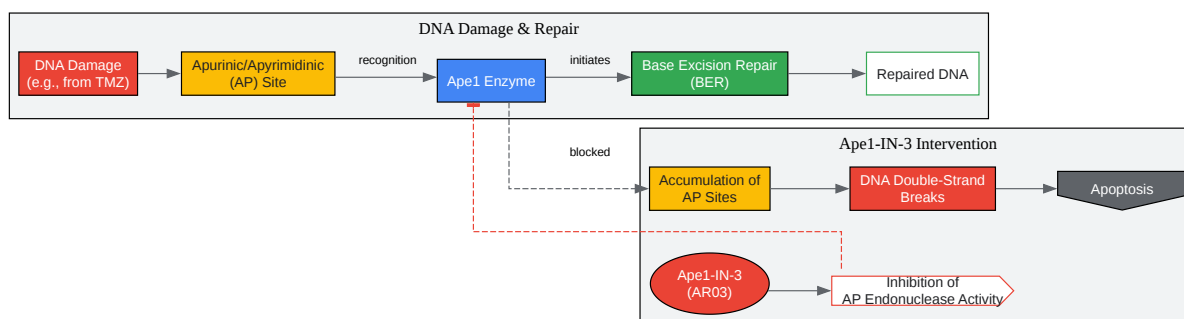 DNA Damage & Repair
DNA Damage
(e.g., from TMZ)
Apurinic/Apyrimidinic
(AP) Site
recognition
Ape1 Enzyme
initiates
Base Excision Repair
(BER)
Repaired DNA
Ape1-IN-3 Intervention
blocked
Accumulation of
AP Sites
DNA Double-Strand
Breaks
Apoptosis
Ape1-IN-3
(AR03)
Inhibition of
AP Endonuclease Activity